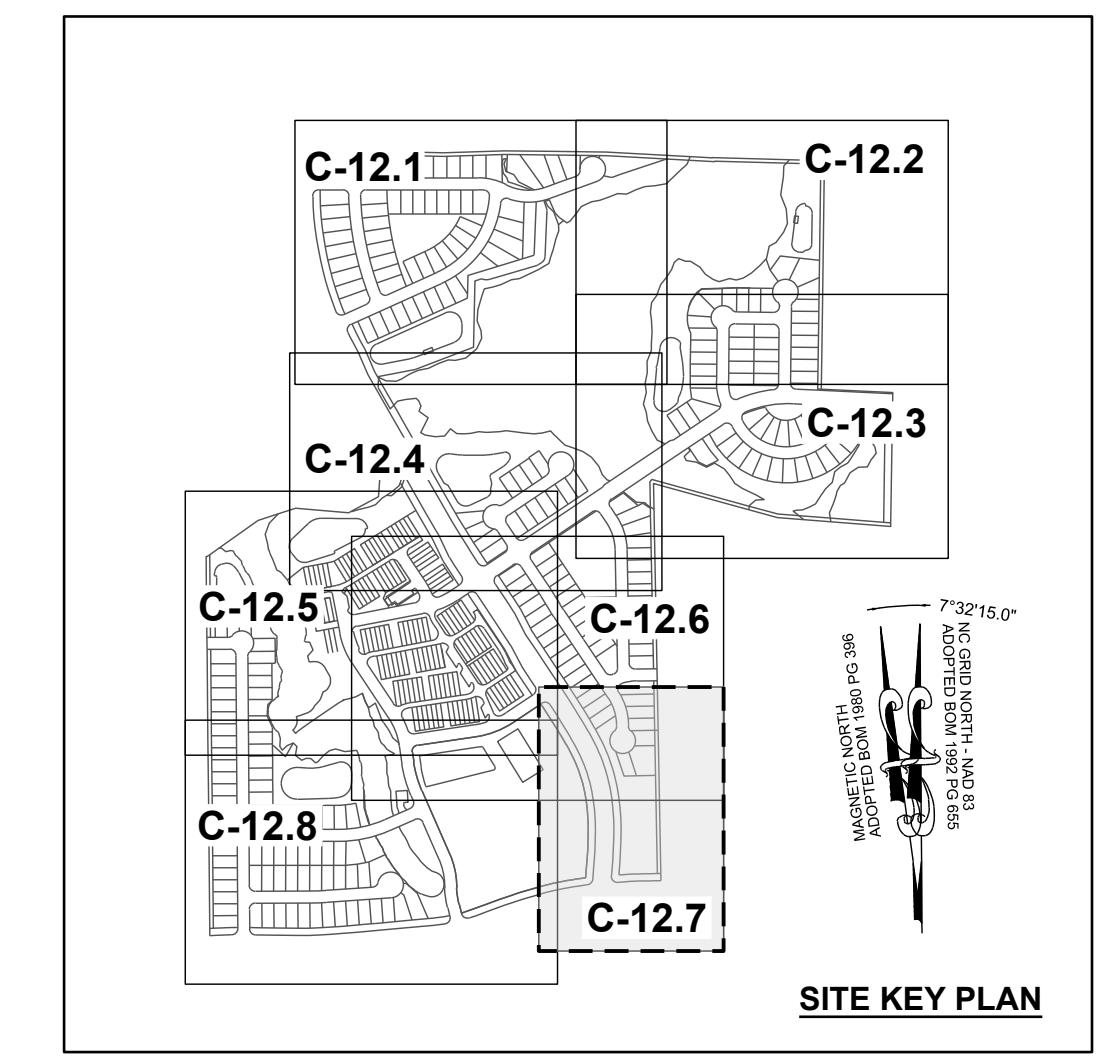 C-12.1
C-12.2
C-12.3
C-12.4
C-12.5
C-12.6
7°32'15.0"
MAGNETIC NORTH
ADOPTED BOM 1980 PG 396
NC GRID NORTH - NAD 83
ADOPTED BOM 1992 PG 655
C-12.8
C-12.7
SITE KEY PLAN